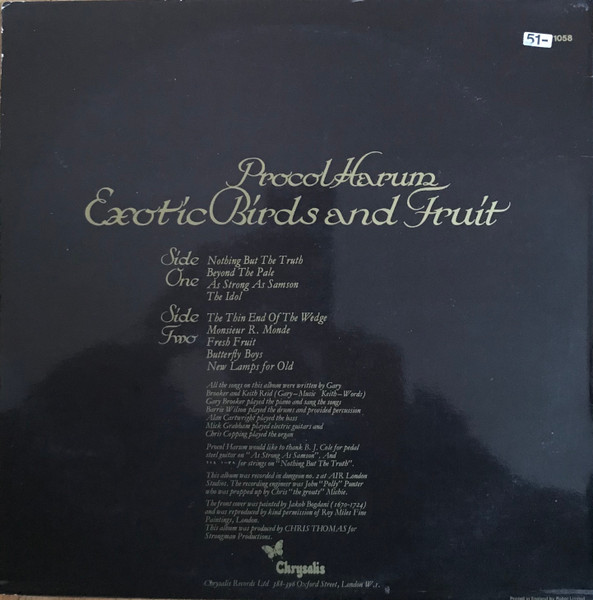 51-
1058
Procol Harum
Exotic Birds and Fruit
Side One
Nothing But The Truth
Beyond The Pale
As Strong As Samson
The Idol
Side Two
The Thin End Of The Wedge
Monsieur R. Monde
Fresh Fruit
Butterfly Boys
New Lamps for Old
All the songs on this album were written by Gary
Brooker and Keith Reid (Gary–Music Keith–Words)
Gary Brooker played the piano and sang the songs
Barrie Wilson played the drums and provided percussion
Alan Cartwright played the bass
Mick Grabham played electric guitars and
Chris Copping played the organ
Procol Harum would like to thank B. J. Cole for pedal
steel guitar on "As Strong As Samson". And
for strings on "Nothing But The Truth".
This album was recorded in dungeon no. 2 at AIR London
Studios. The recording engineer was John "Polly" Punter
who was propped up by Chris "the grouts" Michie.
The front cover was painted by Jakob Bogdani (1670-1724)
and was reproduced by kind permission of Roy Miles Fine
Paintings, London.
This album was produced by CHRIS THOMAS for
Strongman Productions.
Chrysalis
Chrysalis Records Ltd. 388-396 Oxford Street, London W.1.